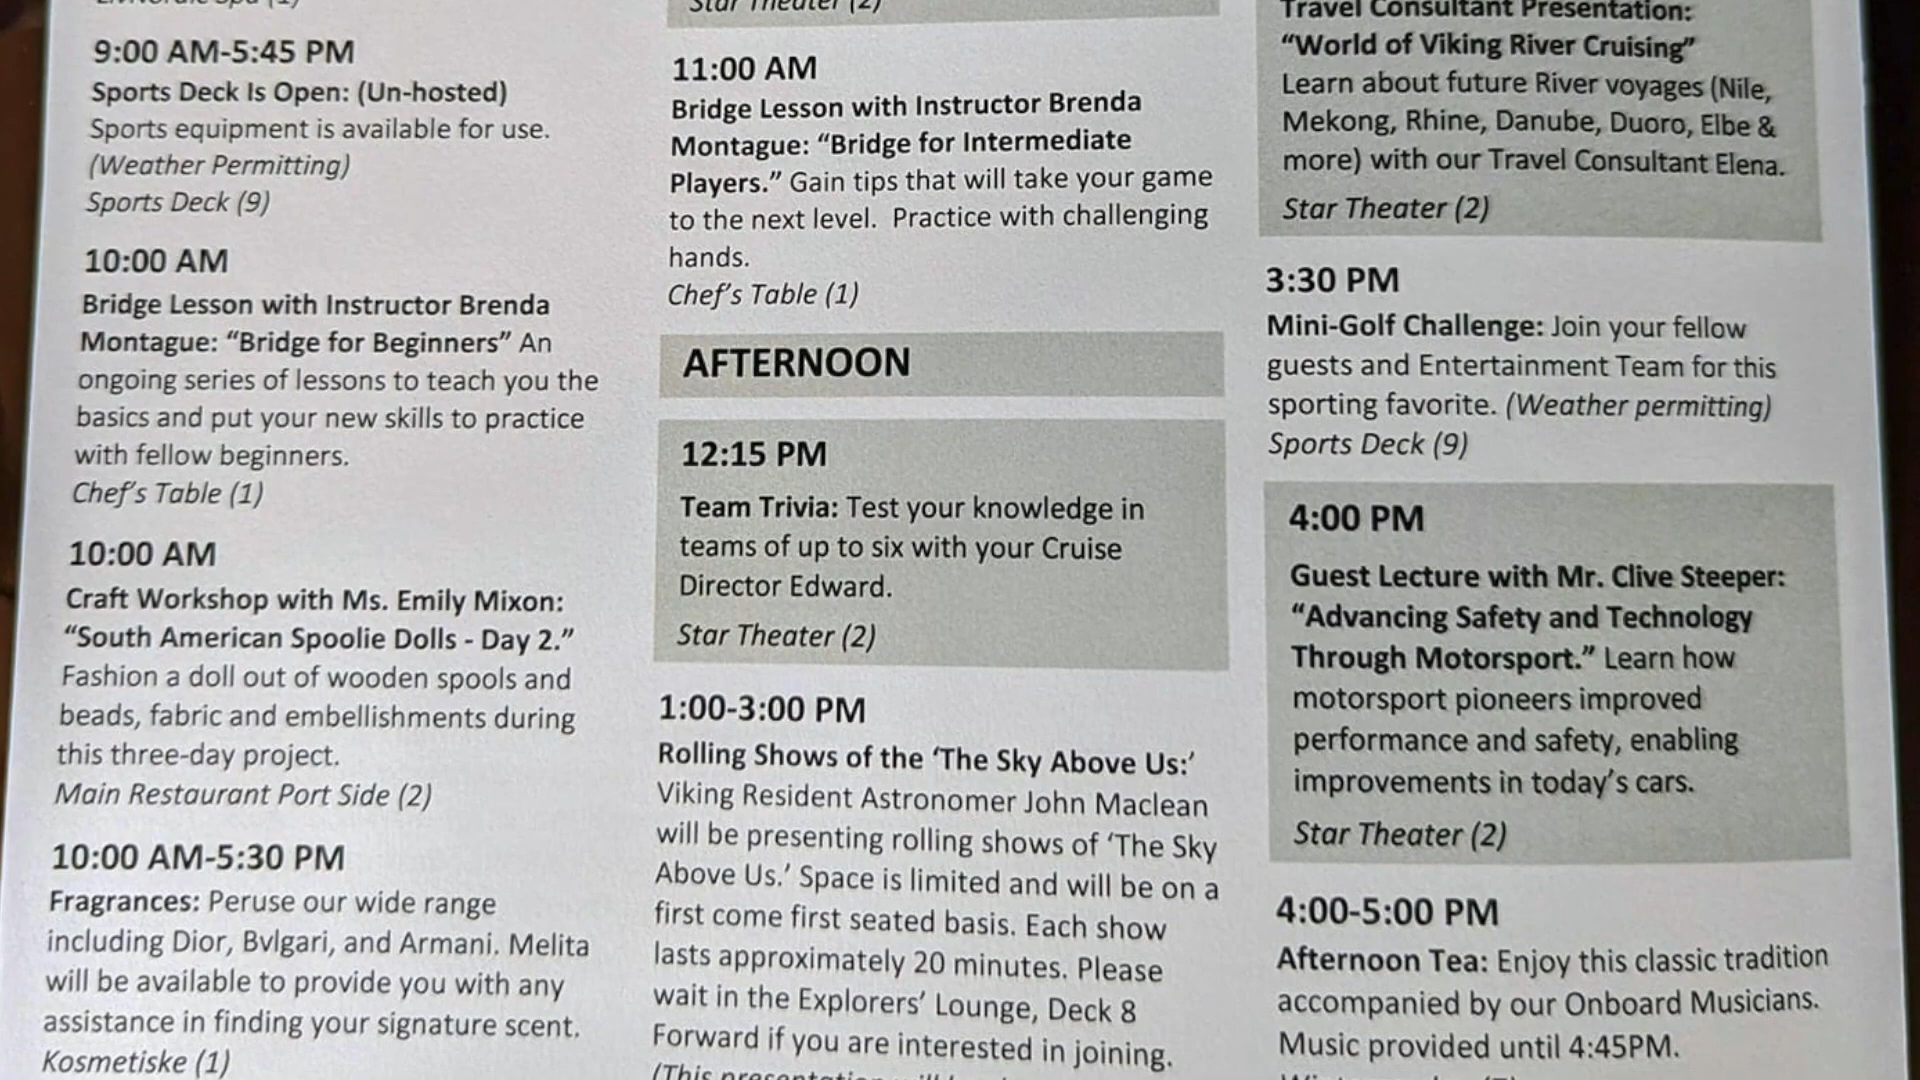 9:00 AM-5:45 PM
Sports Deck Is Open: (Un-hosted)
Sports equipment is available for use.
(Weather Permitting)
Sports Deck (9)
10:00 AM
Bridge Lesson with Instructor Brenda
Montague: “Bridge for Beginners” An
ongoing series of lessons to teach you the
basics and put your new skills to practice
with fellow beginners.
Chef’s Table (1)
10:00 AM
Craft Workshop with Ms. Emily Mixon:
“South American Spoolie Dolls - Day 2.”
Fashion a doll out of wooden spools and
beads, fabric and embellishments during
this three-day project.
Main Restaurant Port Side (2)
10:00 AM-5:30 PM
Fragrances: Peruse our wide range
including Dior, Bvlgari, and Armani. Melita
will be available to provide you with any
assistance in finding your signature scent.
Kosmetiske (1)
Star Theater (2)
11:00 AM
Bridge Lesson with Instructor Brenda
Montague: “Bridge for Intermediate
Players.” Gain tips that will take your game
to the next level. Practice with challenging
hands.
Chef’s Table (1)
AFTERNOON
12:15 PM
Team Trivia: Test your knowledge in
teams of up to six with your Cruise
Director Edward.
Star Theater (2)
1:00-3:00 PM
Rolling Shows of the ‘The Sky Above Us:’
Viking Resident Astronomer John Maclean
will be presenting rolling shows of ‘The Sky
Above Us.’ Space is limited and will be on a
first come first seated basis. Each show
lasts approximately 20 minutes. Please
wait in the Explorers’ Lounge, Deck 8
Forward if you are interested in joining.
(This
Travel Consultant Presentation:
“World of Viking River Cruising”
Learn about future River voyages (Nile,
Mekong, Rhine, Danube, Duoro, Elbe &
more) with our Travel Consultant Elena.
Star Theater (2)
3:30 PM
Mini-Golf Challenge: Join your fellow
guests and Entertainment Team for this
sporting favorite. (Weather permitting)
Sports Deck (9)
4:00 PM
Guest Lecture with Mr. Clive Steeper:
“Advancing Safety and Technology
Through Motorsport.” Learn how
motorsport pioneers improved
performance and safety, enabling
improvements in today’s cars.
Star Theater (2)
4:00-5:00 PM
Afternoon Tea: Enjoy this classic tradition
accompanied by our Onboard Musicians.
Music provided until 4:45PM.